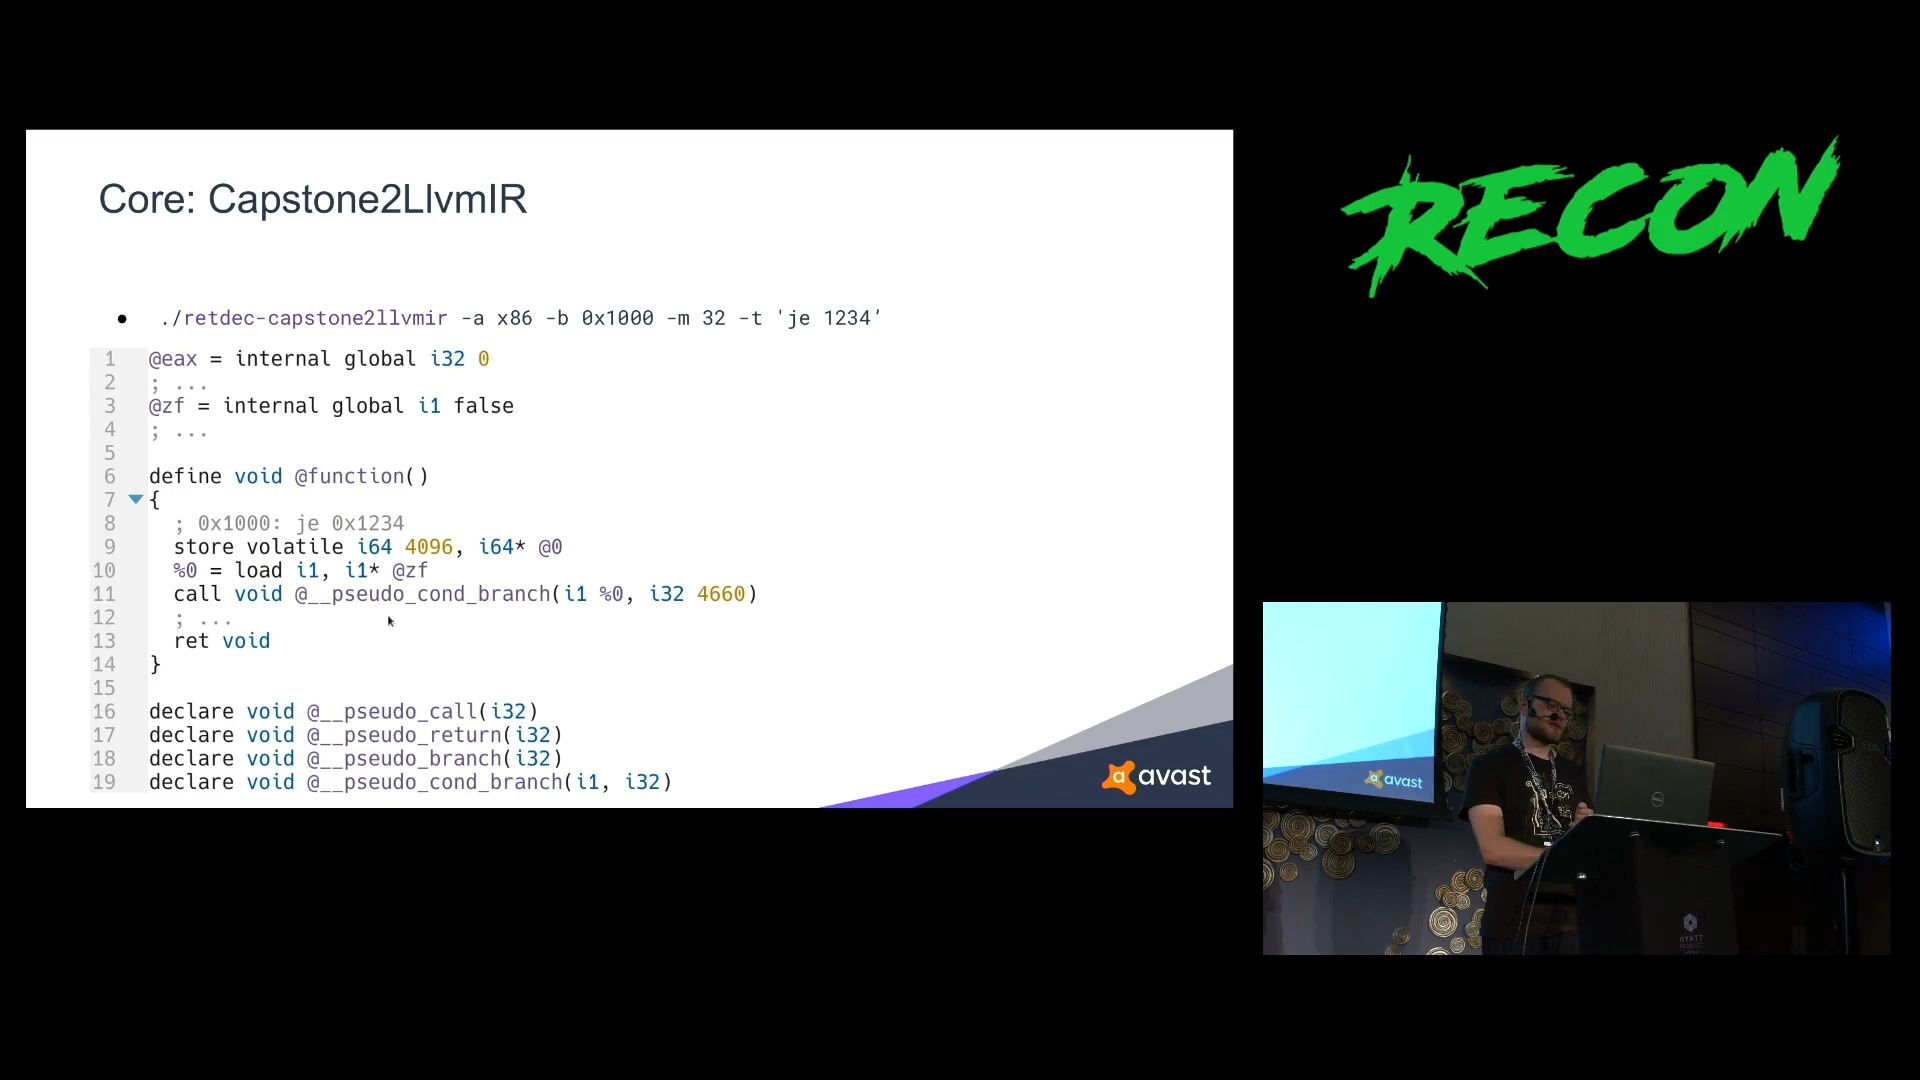 Core: Capstone2LlvmIR
RECON
● ./retdec-capstone2llvmir -a x86 -b 0x1000 -m 32 -t 'je 1234’
1 @eax = internal global i32 0
2 ; ...
3 @zf = internal global i1 false
4 ; ...
5
6 define void @function()
7 {
8 ; 0x1000: je 0x1234
9 store volatile i64 4096, i64* @0
10 %0 = load i1, i1* @zf
11 call void @__pseudo_cond_branch(i1 %0, i32 4660)
12 ; ...
13 ret void
14 }
15
16 declare void @__pseudo_call(i32)
17 declare void @__pseudo_return(i32)
18 declare void @__pseudo_branch(i32)
19 declare void @__pseudo_cond_branch(i1, i32)
a avast
avast
DELL
HYATT